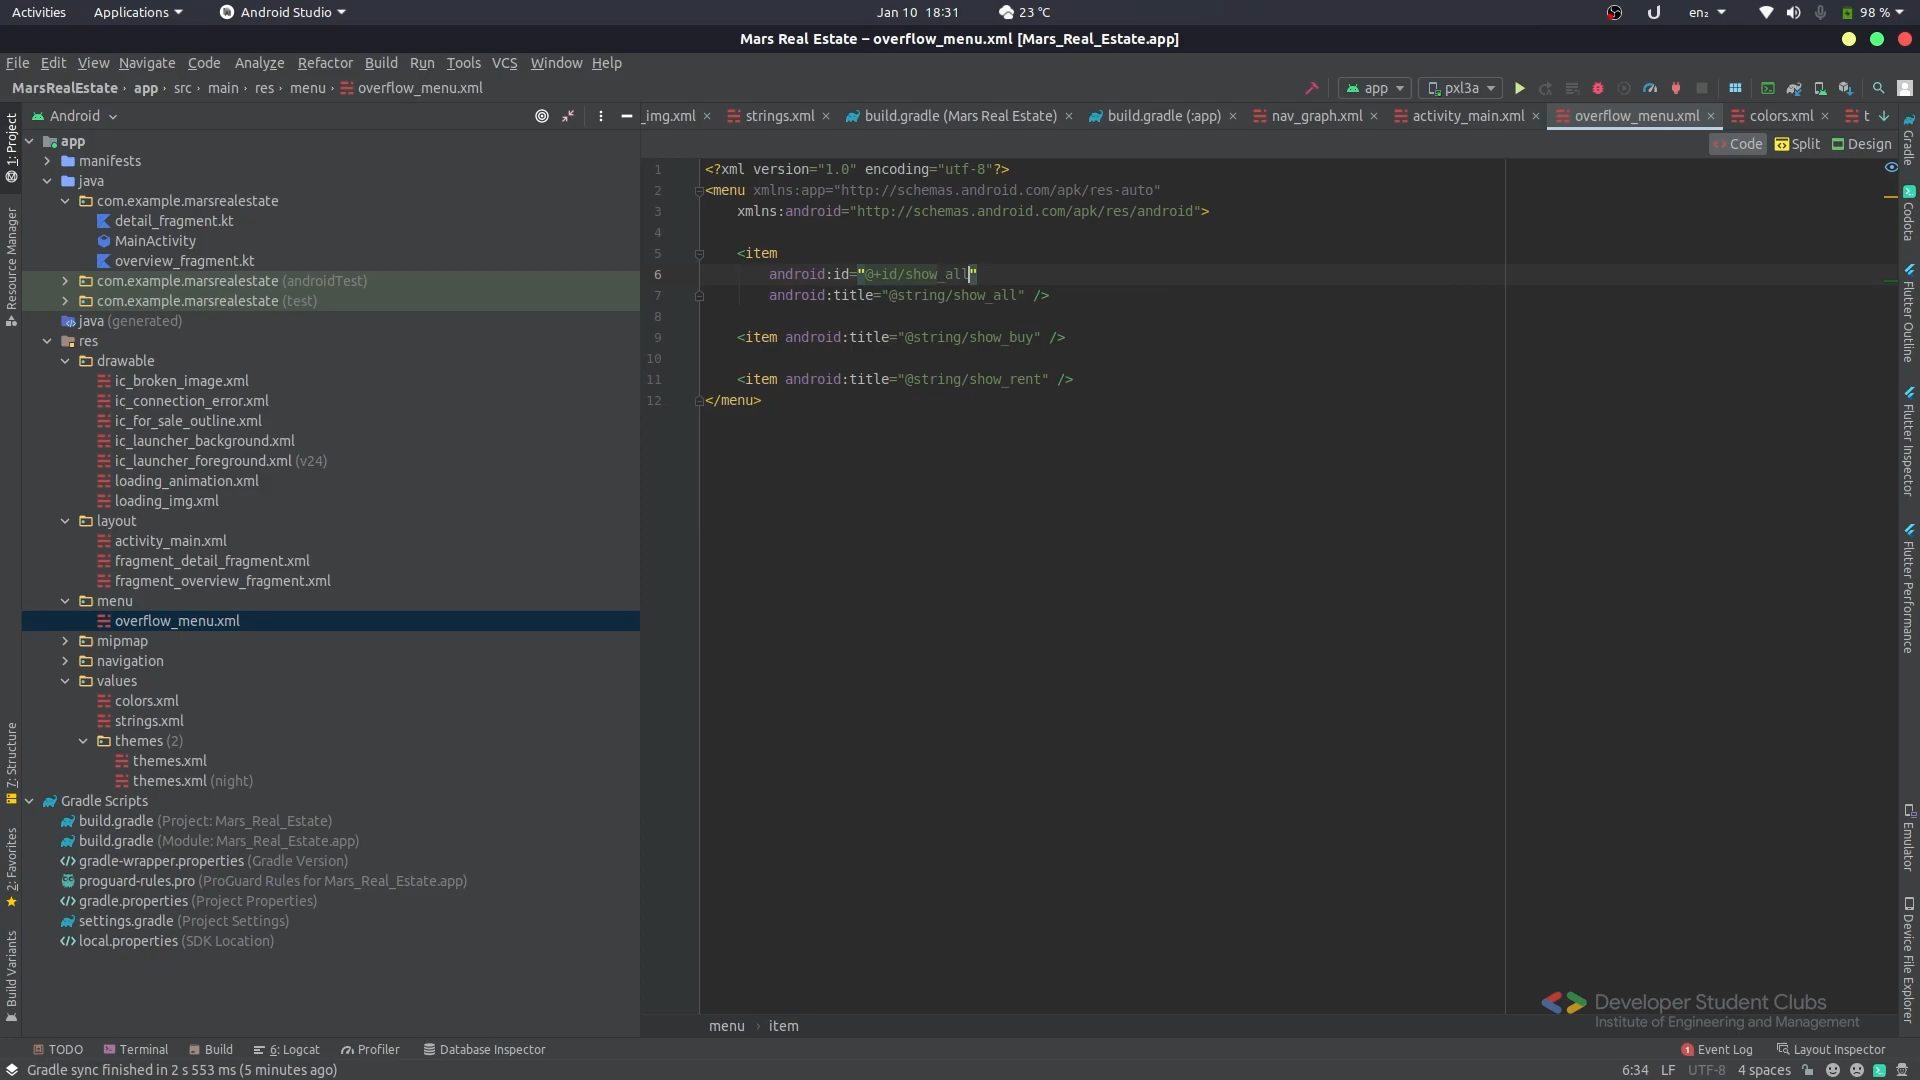 Activities Applications Android Studio Jan 10 18:31 23 °C en₂ 98 %
Mars Real Estate – overflow_menu.xml [Mars_Real_Estate.app]
File Edit View Navigate Code Analyze Refactor Build Run Tools VCS Window Help
MarsRealEstate › app › src › main › res › menu › overflow_menu.xml app pxl3a
Android _img.xml strings.xml build.gradle (Mars Real Estate) build.gradle (:app) nav_graph.xml activity_main.xml overflow_menu.xml colors.xml t
Code Split Design
app
manifests
java
com.example.marsrealestate
detail_fragment.kt
MainActivity
overview_fragment.kt
com.example.marsrealestate (androidTest)
com.example.marsrealestate (test)
java (generated)
res
drawable
ic_broken_image.xml
ic_connection_error.xml
ic_for_sale_outline.xml
ic_launcher_background.xml
ic_launcher_foreground.xml (v24)
loading_animation.xml
loading_img.xml
layout
activity_main.xml
fragment_detail_fragment.xml
fragment_overview_fragment.xml
menu
overflow_menu.xml
mipmap
navigation
values
colors.xml
strings.xml
themes (2)
themes.xml
themes.xml (night)
Gradle Scripts
build.gradle (Project: Mars_Real_Estate)
build.gradle (Module: Mars_Real_Estate.app)
gradle-wrapper.properties (Gradle Version)
proguard-rules.pro (ProGuard Rules for Mars_Real_Estate.app)
gradle.properties (Project Properties)
settings.gradle (Project Settings)
local.properties (SDK Location)
1 <?xml version="1.0" encoding="utf-8"?>
2 <menu xmlns:app="http://schemas.android.com/apk/res-auto"
3 xmlns:android="http://schemas.android.com/apk/res/android">
4
5 <item
6 android:id="@+id/show_all"
7 android:title="@string/show_all" />
8
9 <item android:title="@string/show_buy" />
10
11 <item android:title="@string/show_rent" />
12 </menu>
menu › item
1: Project
Resource Manager
7: Structure
2: Favorites
Build Variants
Gradle
Codota
Flutter Outline
Flutter Inspector
Flutter Performance
Emulator
Device File Explorer
Developer Student Clubs
Institute of Engineering and Management
TODO Terminal Build 6: Logcat Profiler Database Inspector 1 Event Log Layout Inspector
Gradle sync finished in 2 s 553 ms (5 minutes ago) 6:34 LF UTF-8 4 spaces